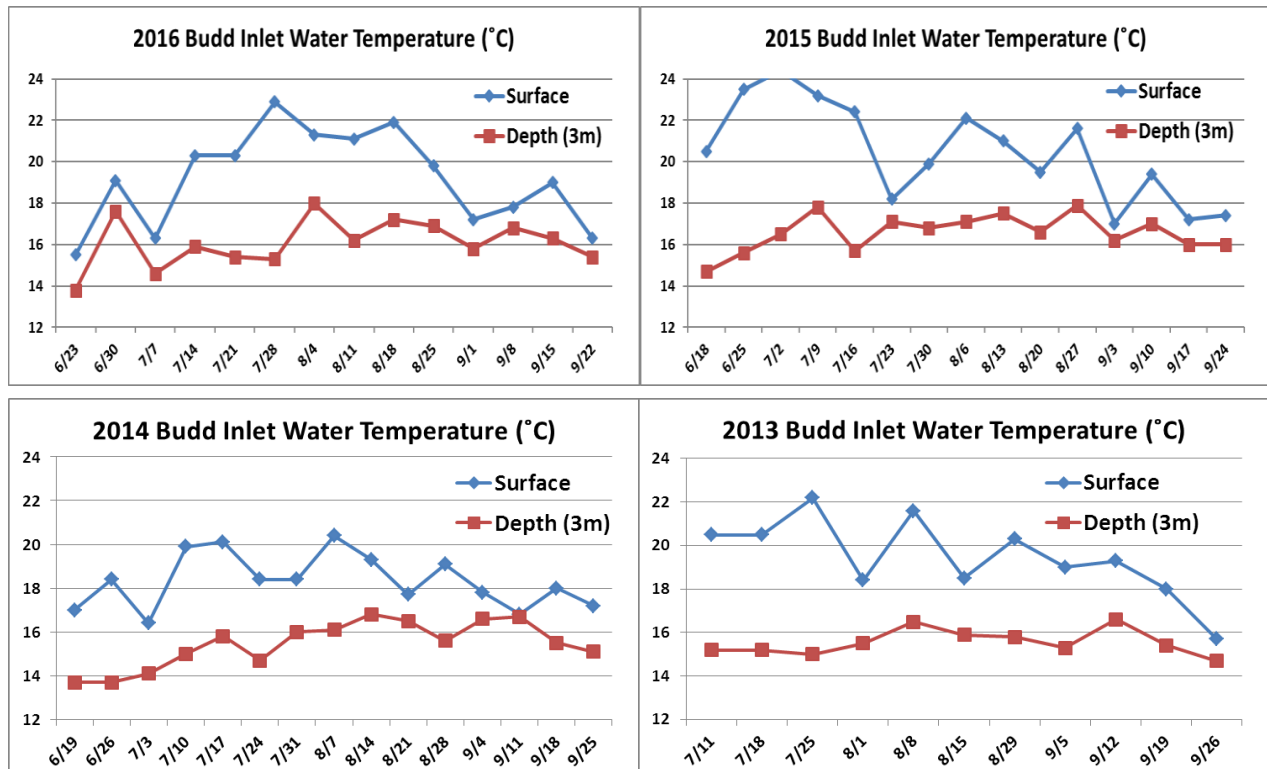 2016 Budd Inlet Water Temperature (˚C)
24
22
20
18
16
14
12
Surface
Depth (3m)
6/23 6/30 7/7 7/14 7/21 7/28 8/4 8/11 8/18 8/25 9/1 9/8 9/15 9/22
2015 Budd Inlet Water Temperature (˚C)
24
22
20
18
16
14
12
Surface
Depth (3m)
6/18 6/25 7/2 7/9 7/16 7/23 7/30 8/6 8/13 8/20 8/27 9/3 9/10 9/17 9/24
2014 Budd Inlet Water Temperature (˚C)
24
22
20
18
16
14
12
Surface
Depth (3m)
6/19 6/26 7/3 7/10 7/17 7/24 7/31 8/7 8/14 8/21 8/28 9/4 9/11 9/18 9/25
2013 Budd Inlet Water Temperature (˚C)
24
22
20
18
16
14
12
Surface
Depth (3m)
7/11 7/18 7/25 8/1 8/8 8/15 8/29 9/5 9/12 9/19 9/26